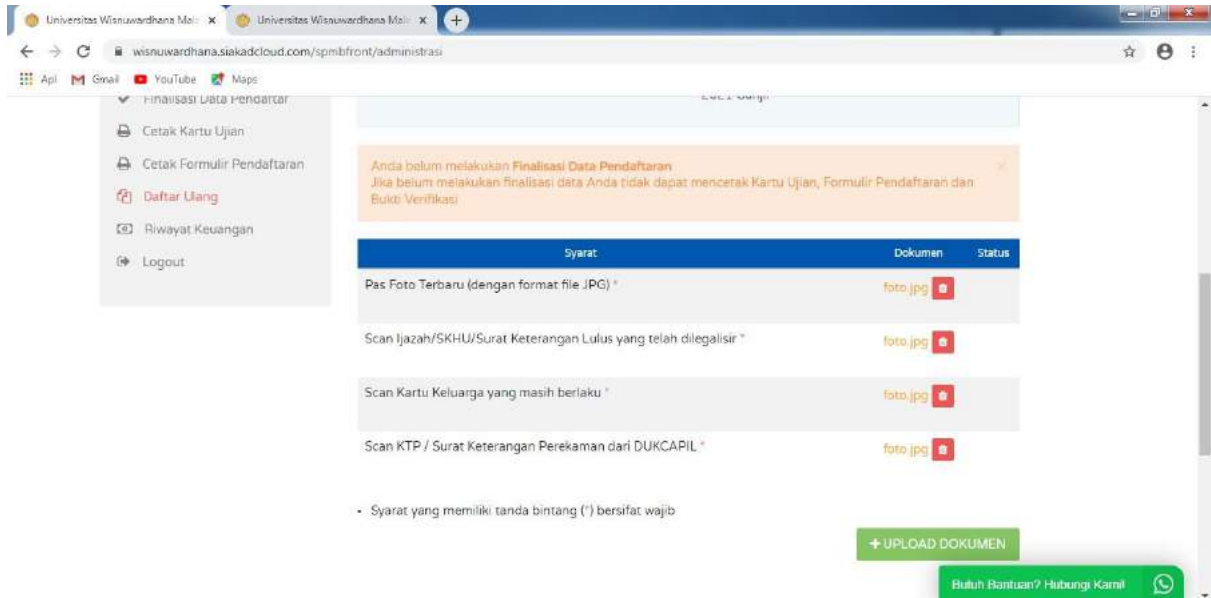 Universitas Wisnuwardhana Mal
Universitas Wisnuwardhana Mal
wisnuwardhana.siakadcloud.com/spmbfront/administrasi
Apl
Gmail
YouTube
Maps
Finalisasi Data Pendaftar
2021 Ganjil
Cetak Kartu Ujian
Cetak Formulir Pendaftaran
Daftar Ulang
Riwayat Keuangan
Logout
Anda belum melakukan Finalisasi Data Pendaftaran
Jika belum melakukan finalisasi data Anda tidak dapat mencetak Kartu Ujian, Formulir Pendaftaran dan
Bukti Verifikasi
Syarat Dokumen Status
Pas Foto Terbaru (dengan format file JPG) * foto.jpg
Scan Ijazah/SKHU/Surat Keterangan Lulus yang telah dilegalisir * foto.jpg
Scan Kartu Keluarga yang masih berlaku * foto.jpg
Scan KTP / Surat Keterangan Perekaman dari DUKCAPIL * foto.jpg
• Syarat yang memiliki tanda bintang (*) bersifat wajib
+ UPLOAD DOKUMEN
Butuh Bantuan? Hubungi Kami!